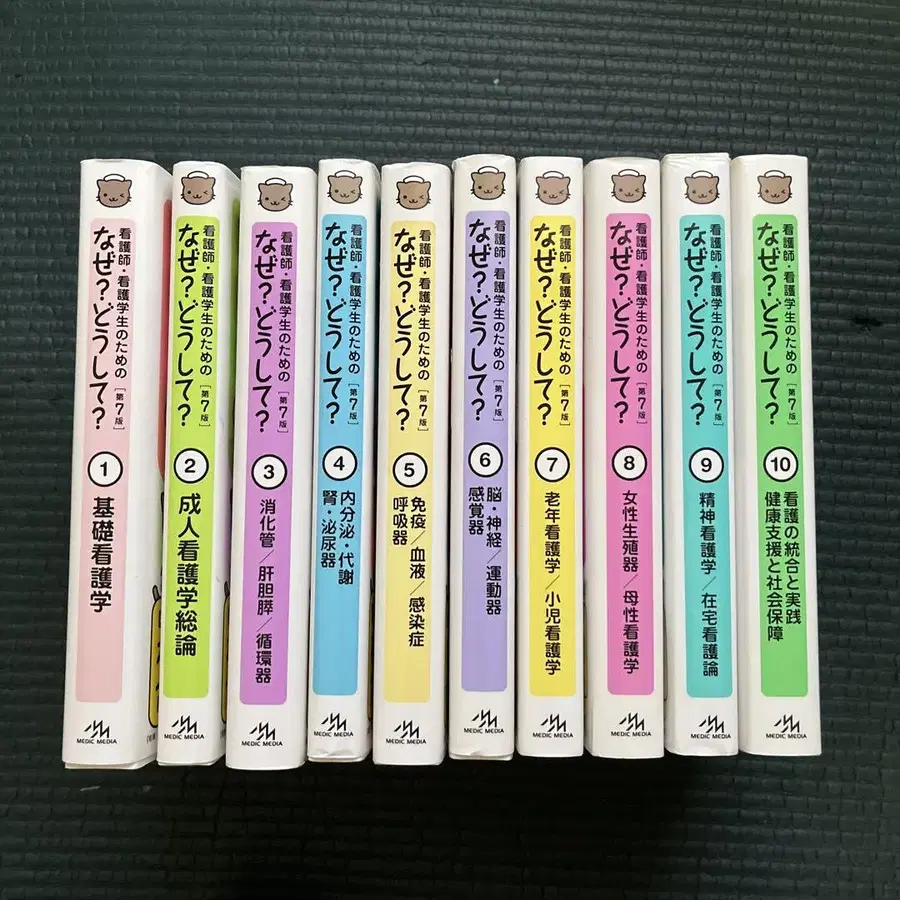 看護師・看護学生のための
なぜ?どうして?
[第7版]
1
基礎看護学
MEDIC MEDIA
看護師・看護学生のための
なぜ?どうして?
[第7版]
2
成人看護学総論
MEDIC MEDIA
看護師・看護学生のための
なぜ?どうして?
[第7版]
3
消化管/肝胆膵/循環器
MEDIC MEDIA
看護師・看護学生のための
なぜ?どうして?
[第7版]
4
内分泌・代謝
腎・泌尿器
MEDIC MEDIA
看護師・看護学生のための
なぜ?どうして?
[第7版]
5
免疫/血液/感染症
呼吸器
MEDIC MEDIA
看護師・看護学生のための
なぜ?どうして?
[第7版]
6
脳・神経/運動器
感覚器
MEDIC MEDIA
看護師・看護学生のための
なぜ?どうして?
[第7版]
7
老年看護学/小児看護学
MEDIC MEDIA
看護師・看護学生のための
なぜ?どうして?
[第7版]
8
女性生殖器/母性看護学
MEDIC MEDIA
看護師・看護学生のための
なぜ?どうして?
[第7版]
9
精神看護学/在宅看護論
MEDIC MEDIA
看護師・看護学生のための
なぜ?どうして?
[第7版]
10
看護の統合と実践
健康支援と社会保障
MEDIC MEDIA